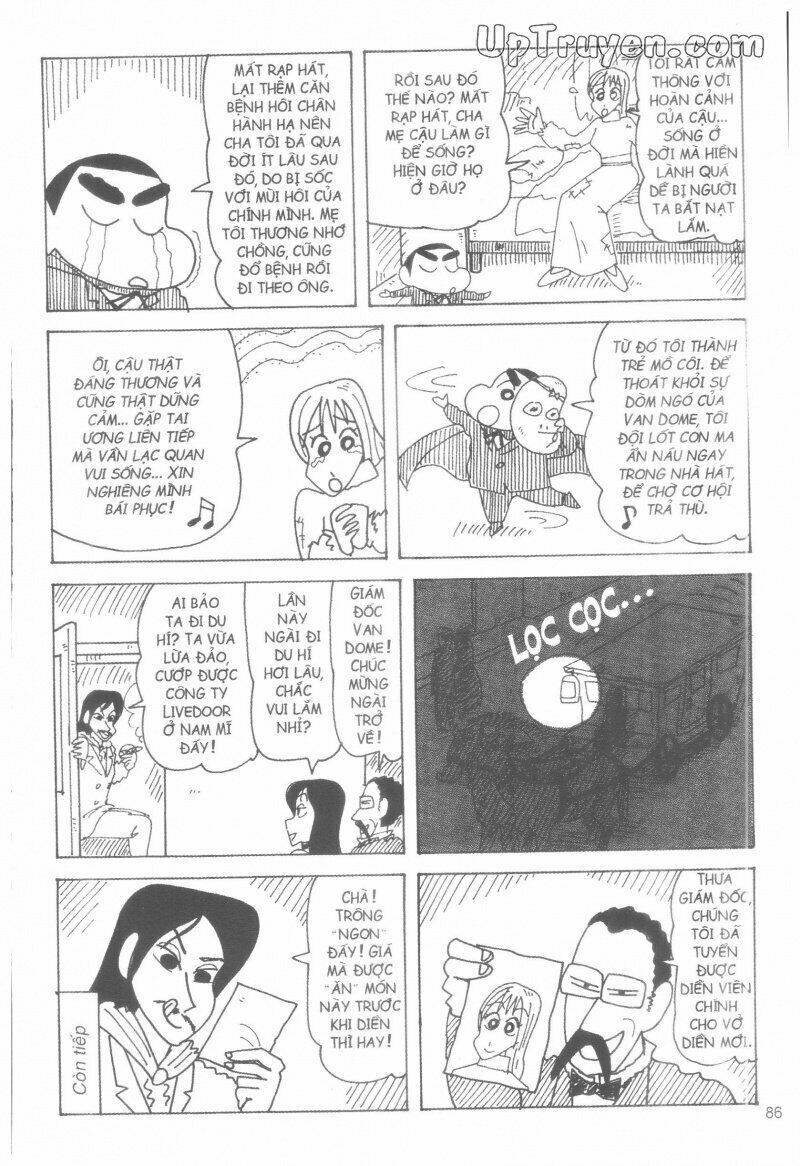 UpTruyen.com
TÔI RẤT CẢM
THÔNG VỚI
HOÀN CẢNH
CỦA CẬU...
SỐNG Ở
ĐỜI MÀ HIỀN
LÀNH QUÁ
DỄ BỊ NGƯỜI
TA BẮT NẠT
LẮM.
RỒI SAU ĐÓ
THẾ NÀO? MẤT
RẠP HÁT, CHA
MẸ CẬU LÀM GÌ
ĐỂ SỐNG?
HIỆN GIỜ HỌ
Ở ĐÂU?
MẤT RẠP HÁT,
LẠI THÊM CĂN
BỆNH HÔI CHÂN
HÀNH HẠ NÊN
CHA TÔI ĐÃ QUA
ĐỜI ÍT LÂU SAU
ĐÓ, DO BỊ SỐC
VỚI MÙI HÔI CỦA
CHÍNH MÌNH. MẸ
TÔI THƯƠNG NHỚ
CHỒNG, CŨNG
ĐỔ BỆNH RỒI
ĐI THEO ÔNG.
TỪ ĐÓ TÔI THÀNH
TRẺ MỒ CÔI. ĐỂ
THOÁT KHỎI SỰ
DÒM NGÓ CỦA
VAN DOME, TÔI
ĐỘI LỐT CON MA
ẨN NÁU NGAY
TRONG NHÀ HÁT,
ĐỂ CHỜ CƠ HỘI
TRẢ THÙ.
ÔI, CẬU THẬT
ĐÁNG THƯƠNG VÀ
CŨNG THẬT DŨNG
CẢM... GẶP TAI
ƯƠNG LIÊN TIẾP
MÀ VẪN LẠC QUAN
VUI SỐNG... XIN
NGHIÊNG MÌNH
BÁI PHỤC!
LỌC CỌC...
GIÁM
ĐỐC
VAN
DOME!
CHÚC
MỪNG
NGÀI
TRỞ
VỀ!
LẦN
NÀY
NGÀI ĐI
DU HÍ
HƠI LÂU,
CHẮC
VUI LẮM
NHỈ?
AI BẢO
TA ĐI DU
HÍ? TA VỪA
LỪA ĐẢO,
CƯỚP ĐƯỢC
CÔNG TY
LIVEDOOR
Ở NAM MĨ
ĐẤY!
THƯA
GIÁM ĐỐC,
CHÚNG
TÔI ĐÃ
TUYỂN
ĐƯỢC
DIỄN VIÊN
CHÍNH
CHO VỞ
DIỄN MỚI.
CHÀ!
TRÔNG
"NGON"
ĐẤY! GIÁ
MÀ ĐƯỢC
"ĂN" MÓN
NÀY TRƯỚC
KHI DIỄN
THÌ HAY!
Còn tiếp
86